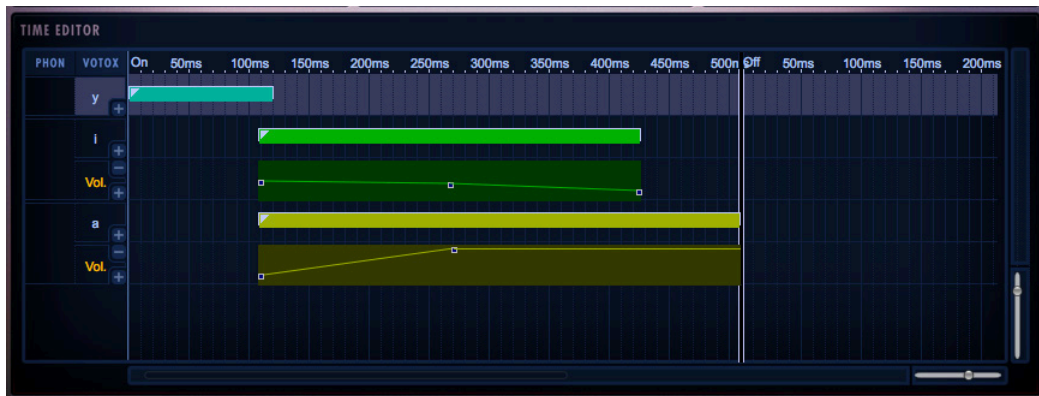 TIME EDITOR
PHON VOTOX On 50ms 100ms 150ms 200ms 250ms 300ms 350ms 400ms 450ms 500n Off 50ms 100ms 150ms 200ms
y
+
i
+
−
Vol.
+
a
+
−
Vol.
+